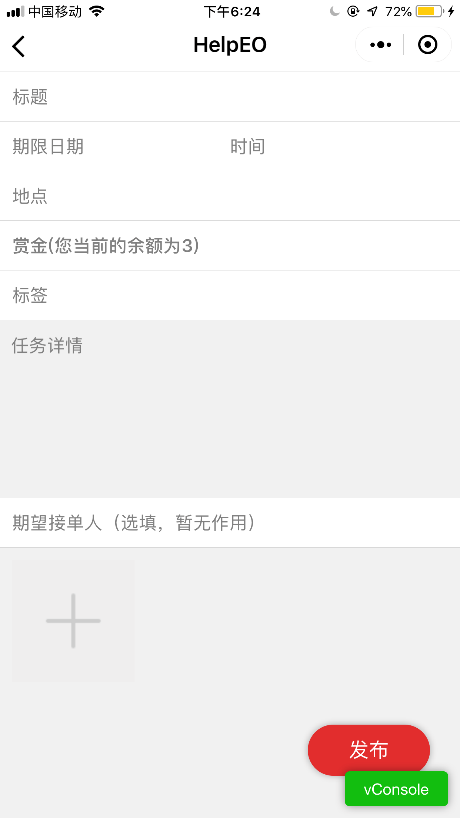 中国移动 下午6:24 72%
HelpEO
标题
期限日期 时间
地点
赏金(您当前的余额为3)
标签
任务详情
期望接单人（选填，暂无作用）
发布
vConsole